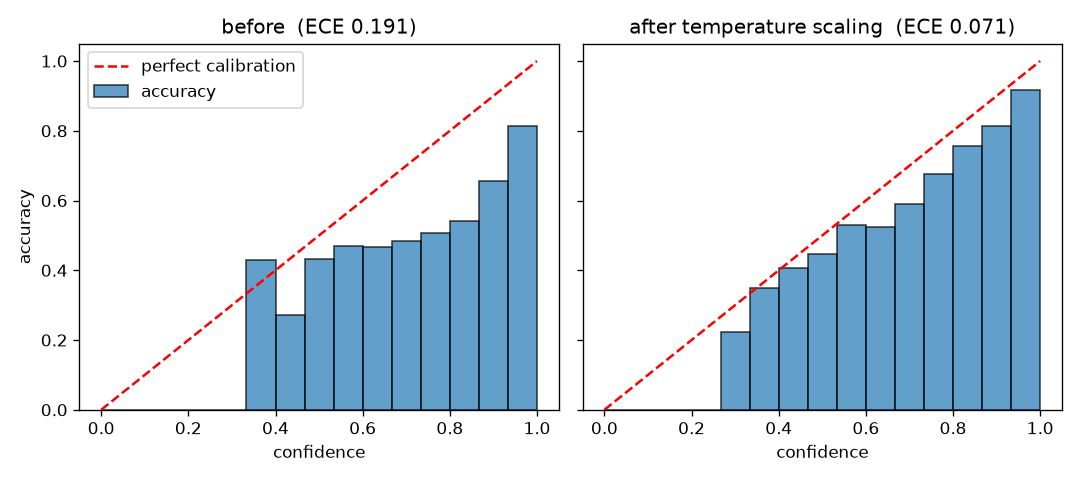 before (ECE 0.191)
perfect calibration
accuracy
1.0
0.8
0.6
0.4
0.2
0.0
accuracy
0.0 0.2 0.4 0.6 0.8 1.0
confidence
after temperature scaling (ECE 0.071)
0.0 0.2 0.4 0.6 0.8 1.0
confidence